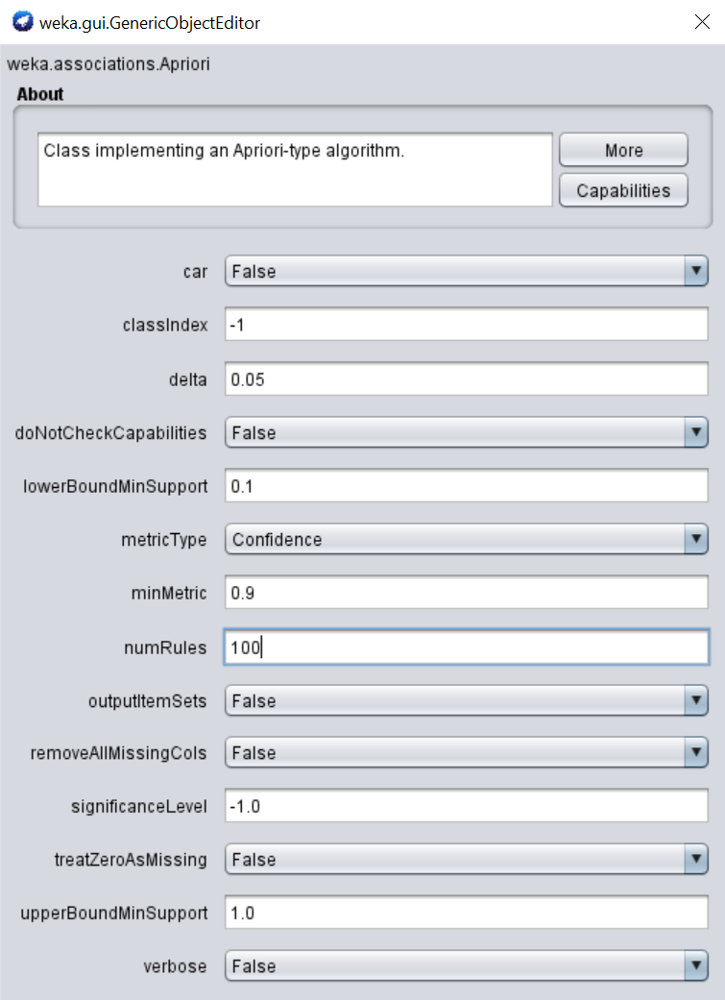 weka.gui.GenericObjectEditor
weka.associations.Apriori
About
Class implementing an Apriori-type algorithm.
More
Capabilities
car False
classIndex -1
delta 0.05
doNotCheckCapabilities False
lowerBoundMinSupport 0.1
metricType Confidence
minMetric 0.9
numRules 100
outputItemSets False
removeAllMissingCols False
significanceLevel -1.0
treatZeroAsMissing False
upperBoundMinSupport 1.0
verbose False